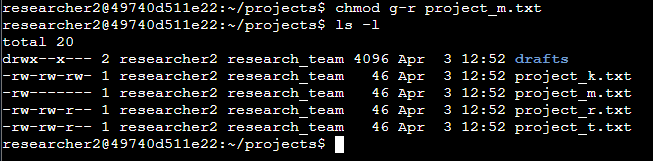 researcher2@49740d511e22:~/projects$ chmod g-r project_m.txt
researcher2@49740d511e22:~/projects$ ls -l
total 20
drwx--x--- 2 researcher2 research_team 4096 Apr  3 12:52 drafts
-rw-rw-rw- 1 researcher2 research_team   46 Apr  3 12:52 project_k.txt
-rw------- 1 researcher2 research_team   46 Apr  3 12:52 project_m.txt
-rw-rw-r-- 1 researcher2 research_team   46 Apr  3 12:52 project_r.txt
-rw-rw-r-- 1 researcher2 research_team   46 Apr  3 12:52 project_t.txt
researcher2@49740d511e22:~/projects$